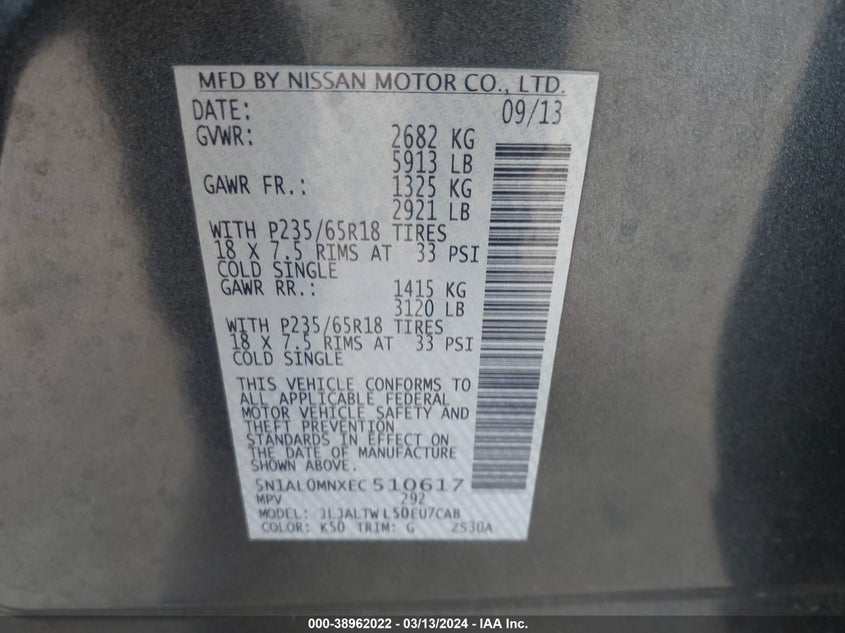 MFD BY NISSAN MOTOR CO., LTD.
DATE: 09/13
GVWR: 2682 KG
5913 LB
GAWR FR.: 1325 KG
2921 LB
WITH P235/65R18 TIRES
18 X 7.5 RIMS AT 33 PSI
COLD SINGLE
GAWR RR.: 1415 KG
3120 LB
WITH P235/65R18 TIRES
18 X 7.5 RIMS AT 33 PSI
COLD SINGLE
THIS VEHICLE CONFORMS TO
ALL APPLICABLE FEDERAL
MOTOR VEHICLE SAFETY AND
THEFT PREVENTION
STANDARDS IN EFFECT ON
THE DATE OF MANUFACTURE
SHOWN ABOVE.
5N1AL0MNXEC510617
MPV 292
MODEL: JLJALTWL50EU7CAB
COLOR: K50 TRIM: G ZS30A
000-38962022 - 03/13/2024 - IAA Inc.